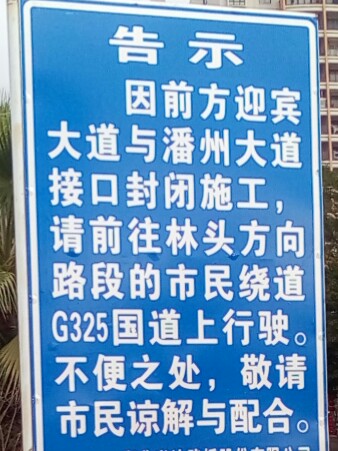 告示
因前方迎宾
大道与潘州大道
接口封闭施工，
请前往林头方向
路段的市民绕道
G325国道上行驶。
不便之处，敬请
市民谅解与配合。